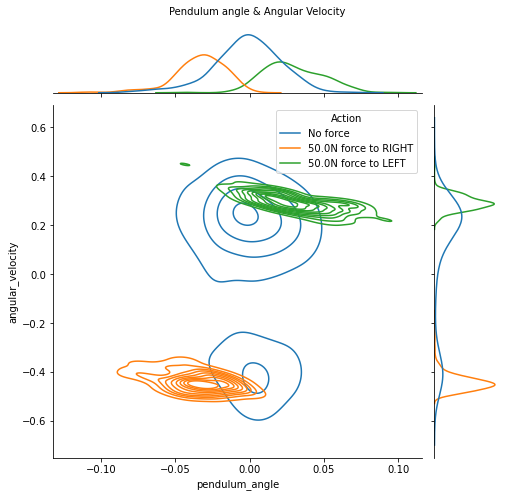 Pendulum angle & Angular Velocity
Action
No force
50.0N force to RIGHT
50.0N force to LEFT
0.6
0.4
0.2
0.0
−0.2
−0.4
−0.6
angular_velocity
−0.10
−0.05
0.00
0.05
0.10
pendulum_angle